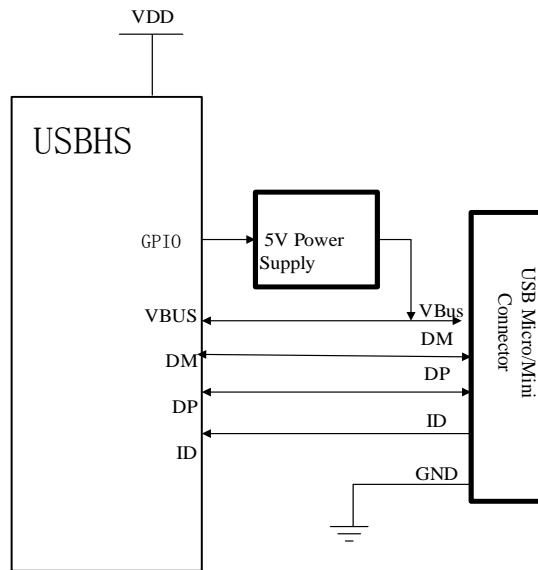 VDD
USBHS
GPIO
5V Power
Supply
VBUS
VBus
DM
DM
DP
DP
ID
ID
GND
USB Micro/Mini
Connector